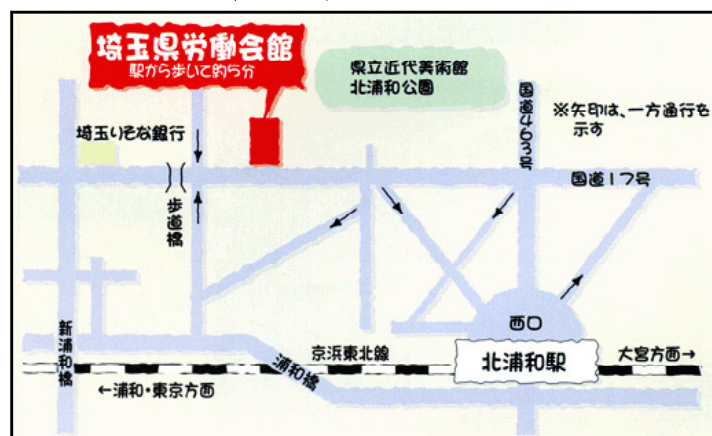 埼玉県労働会館
駅から歩いて約5分
県立近代美術館
北浦和公園
国道463号
※矢印は、一方通行を
示す
埼玉りそな銀行
国道17号
歩道橋
新浦和橋
西口
京浜東北線
浦和橋
北浦和駅
大宮方面→
←浦和・東京方面